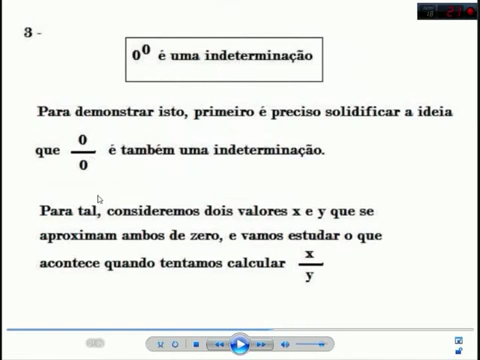 3 -
0⁰ é uma indeterminação
Para demonstrar isto, primeiro é preciso solidificar a ideia
que 0/0 é também uma indeterminação.
Para tal, consideremos dois valores x e y que se
aproximam ambos de zero, e vamos estudar o que
acontece quando tentamos calcular x/y